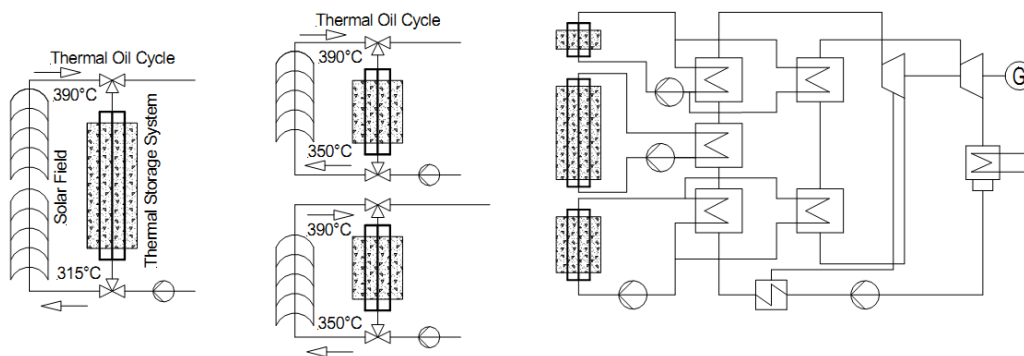 Thermal Oil Cycle
390°C
Solar Field
Thermal Storage System
315°C
Thermal Oil Cycle
390°C
350°C
390°C
350°C
G